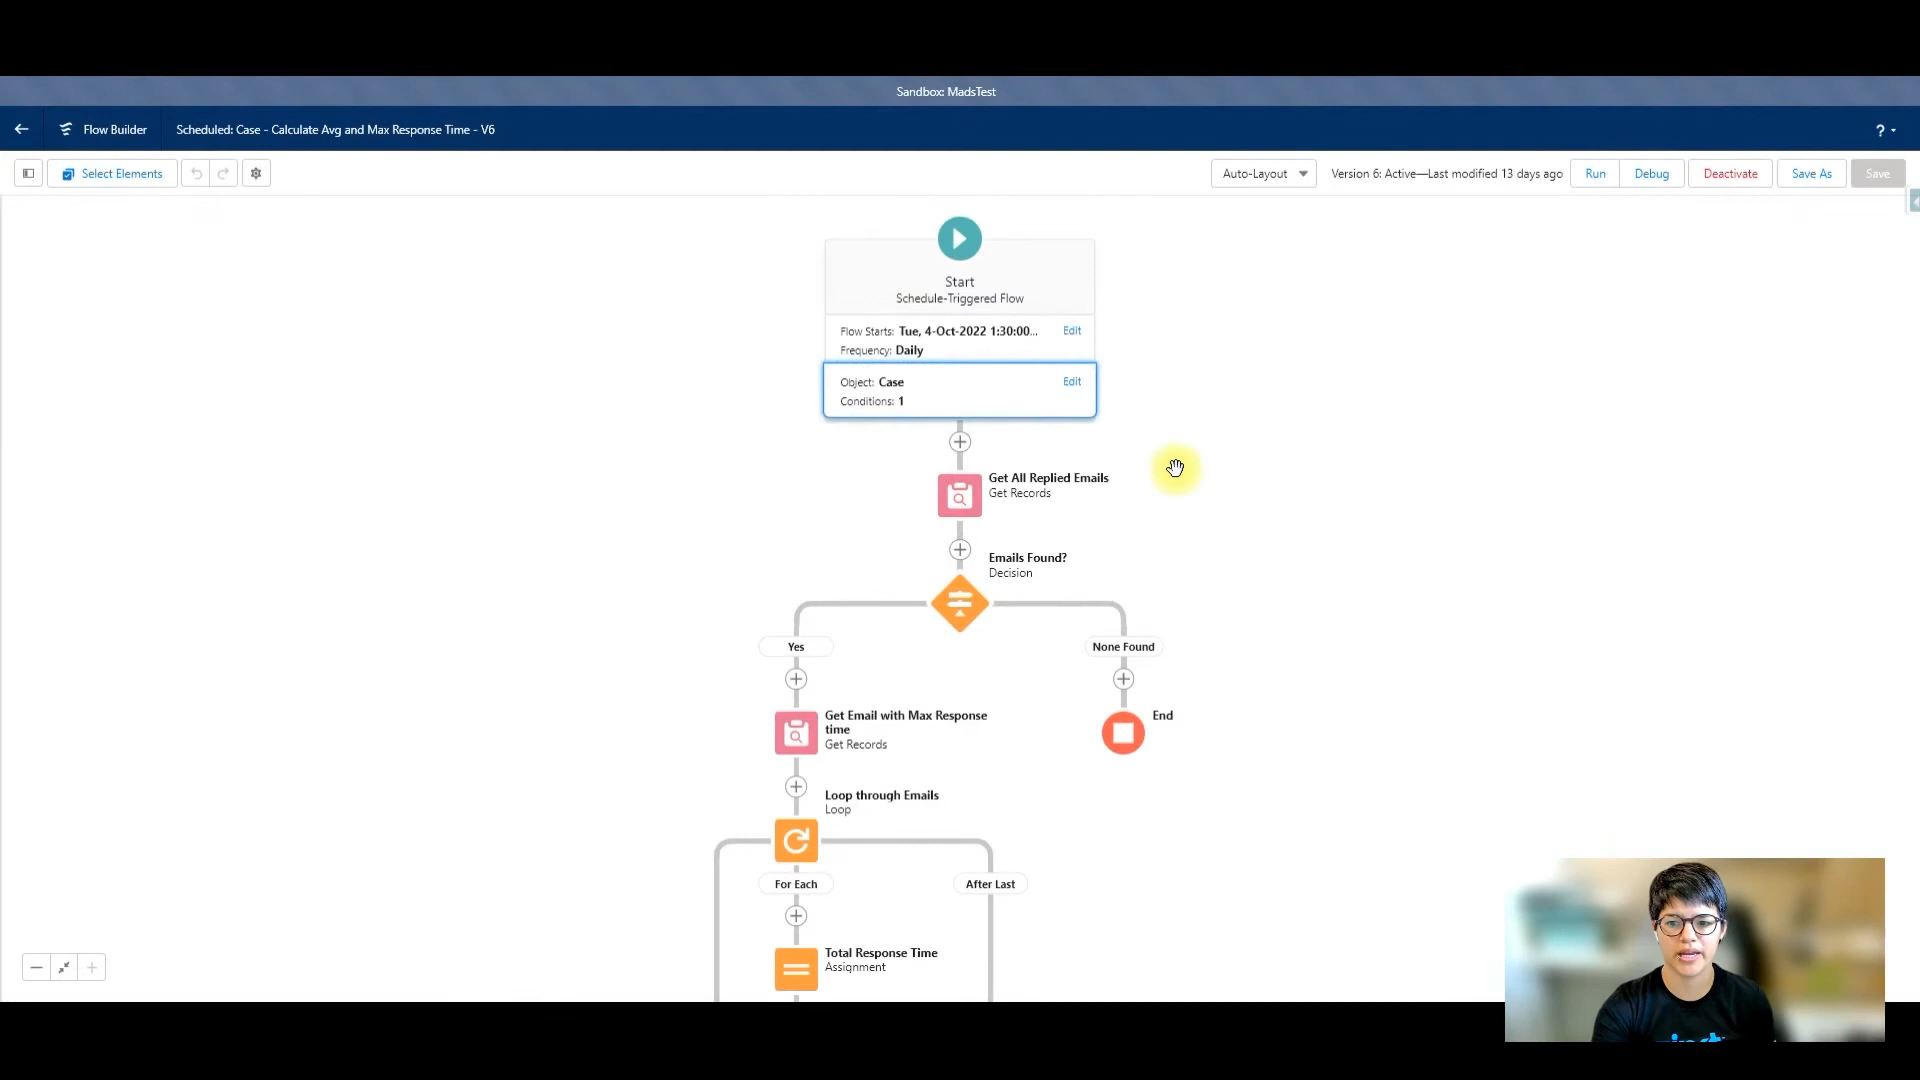 Sandbox: MadsTest
Flow Builder
Scheduled: Case - Calculate Avg and Max Response Time - V6
?
Select Elements
Auto-Layout
Version 6: Active—Last modified 13 days ago
Run
Debug
Deactivate
Save As
Save
Start
Schedule-Triggered Flow
Flow Starts: Tue, 4-Oct-2022 1:30:00...
Edit
Frequency: Daily
Object: Case
Edit
Conditions: 1
Get All Replied Emails
Get Records
Emails Found?
Decision
Yes
None Found
Get Email with Max Response
time
Get Records
End
Loop through Emails
Loop
For Each
After Last
Total Response Time
Assignment